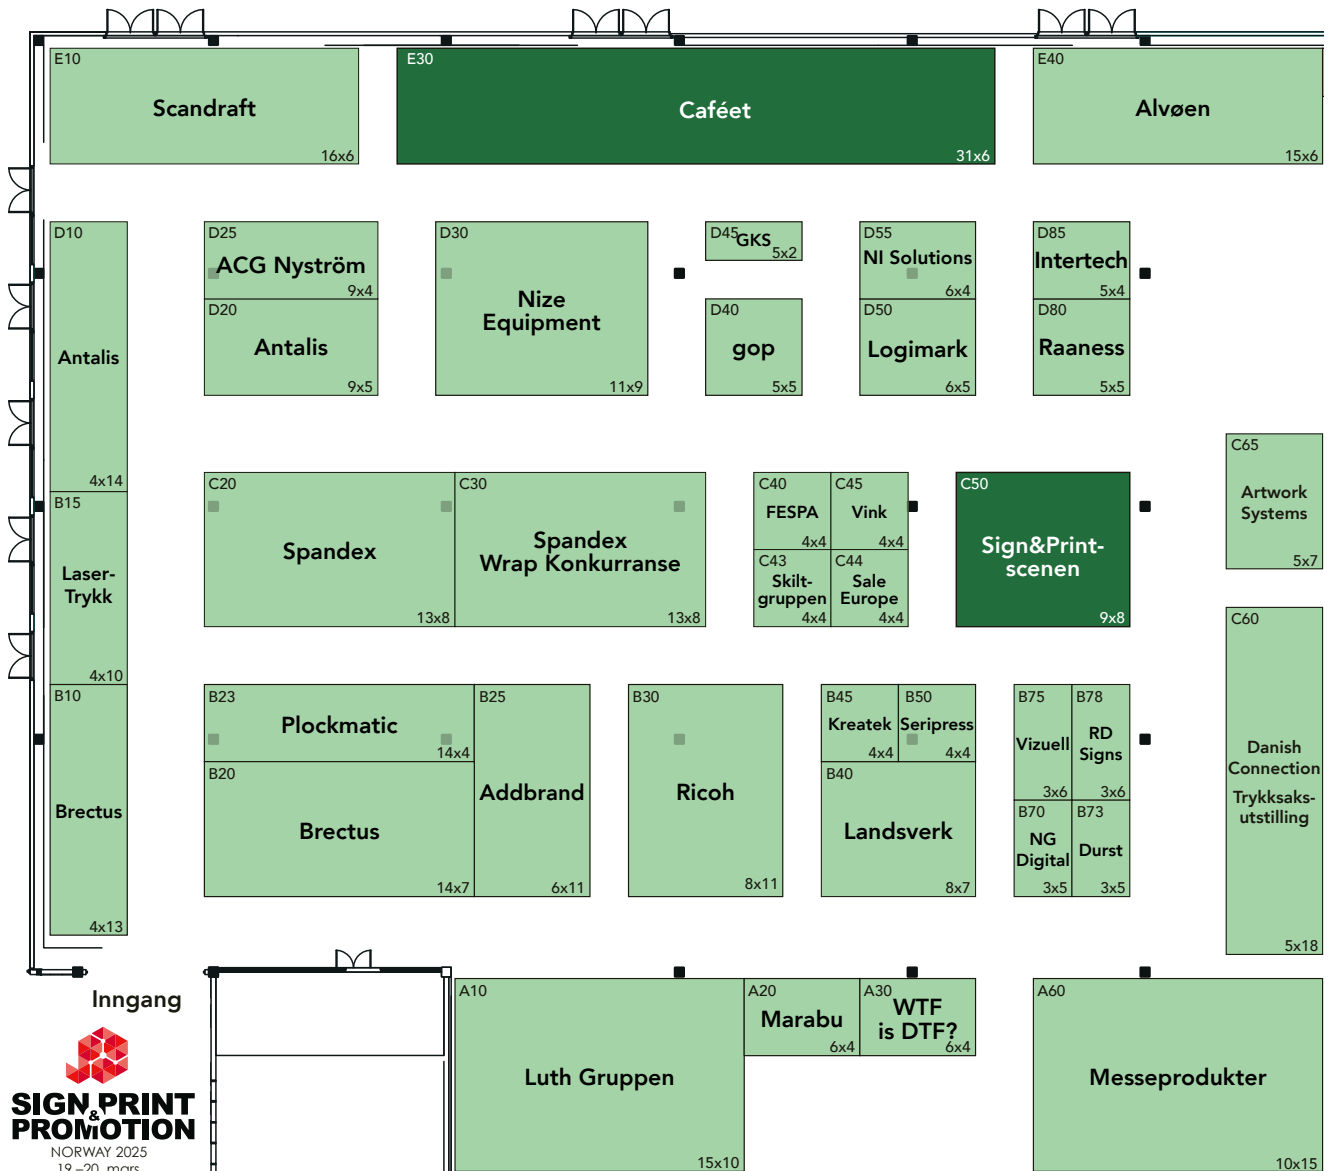 E10
Scandraft
16x6
E30
Caféet
31x6
E40
Alvøen
15x6
D10
Antalis
4x14
D25
ACG Nyström
9x4
D20
Antalis
9x5
D30
Nize
Equipment
11x9
D45
GKS
5x2
D40
gop
5x5
D55
NI Solutions
6x4
D50
Logimark
6x5
D85
Intertech
5x4
D80
Raaness
5x5
B15
Laser-
Trykk
4x10
C20
Spandex
13x8
C30
Spandex
Wrap Konkurranse
13x8
C40
FESPA
4x4
C45
Vink
4x4
C43
Skilt-
gruppen
4x4
C44
Sale
Europe
4x4
C50
Sign&Print-
scenen
9x8
C65
Artwork
Systems
5x7
C60
Danish
Connection
Trykksaks-
utstilling
5x18
B10
Brectus
4x13
B23
Plockmatic
14x4
B20
Brectus
14x7
B25
Addbrand
6x11
B30
Ricoh
8x11
B45
Kreatek
4x4
B50
Seripress
4x4
B40
Landsverk
8x7
B75
Vizuell
3x6
B78
RD
Signs
3x6
B70
NG
Digital
3x5
B73
Durst
3x5
Inngang
A10
Luth Gruppen
15x10
A20
Marabu
6x4
A30
WTF
is DTF?
6x4
A60
Messeprodukter
10x15
SIGN, PRINT
&
PROMOTION
NORWAY 2025
19.–20. mars